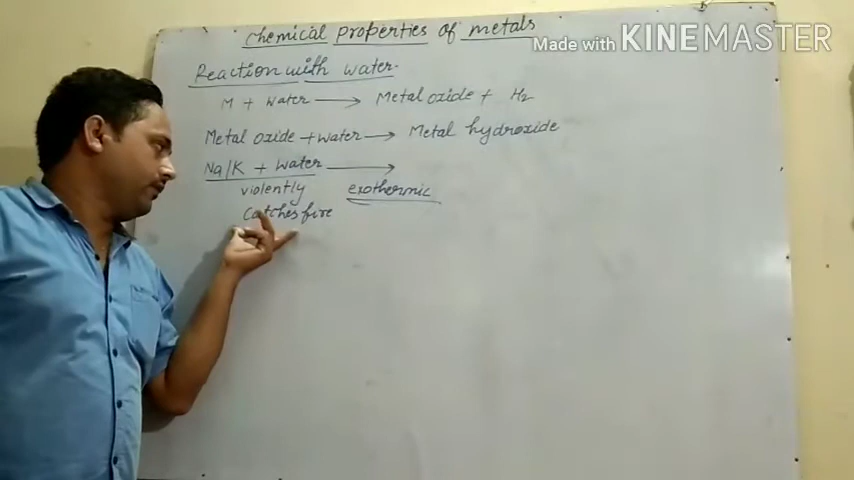 Chemical Properties of metals
Made with KINEMASTER
Reaction with water.
M + Water → Metal oxide + H2
Metal oxide + Water → Metal hydroxide
Na/K + Water →
violently exothermic
Catches fire